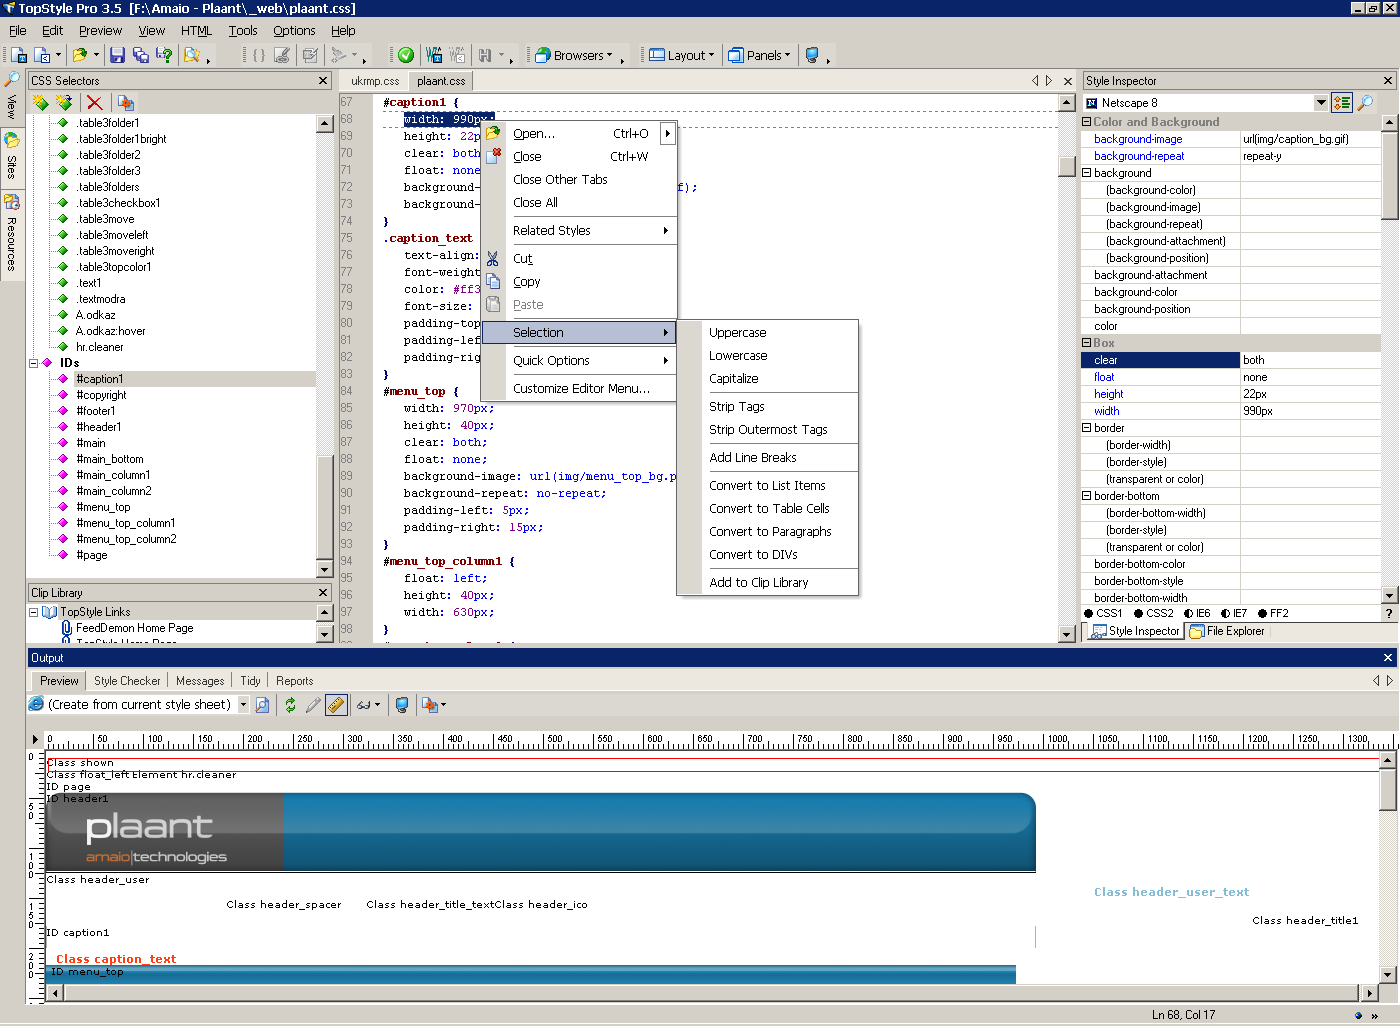 TopStyle Pro 3.5  [F:\Amaio - Plaant\_web\plaant.css]
File Edit Preview View HTML Tools Options Help
Browsers Layout Panels
View
Sites
Resources
CSS Selectors
.table3folder1
.table3folder1bright
.table3folder2
.table3folder3
.table3folders
.table3checkbox1
.table3move
.table3moveleft
.table3moveright
.table3topcolor1
.text1
.textmodra
A.odkaz
A.odkaz:hover
hr.cleaner
IDs
#caption1
#copyright
#footer1
#header1
#main
#main_bottom
#main_column1
#main_column2
#menu_top
#menu_top_column1
#menu_top_column2
#page
Clip Library
TopStyle Links
FeedDemon Home Page
ukrmp.css plaant.css
67 #caption1 {
68 width: 990px;
69 height: 22p
70 clear: both
71 float: none
72 background- f);
73 background-
74 }
75 .caption_text
76 text-align:
77 font-weight
78 color: #ff3
79 font-size:
80 padding-top
81 padding-lef
82 padding-rig
83 }
84 #menu_top {
85 width: 970px;
86 height: 40px;
87 clear: both;
88 float: none;
89 background-image: url(img/menu_top_bg.p
90 background-repeat: no-repeat;
91 padding-left: 5px;
92 padding-right: 15px;
93 }
94 #menu_top_column1 {
95 float: left;
96 height: 40px;
97 width: 630px;
98 }
Open... Ctrl+O
Close Ctrl+W
Close Other Tabs
Close All
Related Styles
Cut
Copy
Paste
Selection
Quick Options
Customize Editor Menu...
Uppercase
Lowercase
Capitalize
Strip Tags
Strip Outermost Tags
Add Line Breaks
Convert to List Items
Convert to Table Cells
Convert to Paragraphs
Convert to DIVs
Add to Clip Library
Style Inspector
Netscape 8
Color and Background
background-image url(img/caption_bg.gif)
background-repeat repeat-y
background
(background-color)
(background-image)
(background-repeat)
(background-attachment)
(background-position)
background-attachment
background-color
background-position
color
Box
clear both
float none
height 22px
width 990px
border
(border-width)
(border-style)
(transparent or color)
border-bottom
(border-bottom-width)
(border-style)
(transparent or color)
border-bottom-color
border-bottom-style
border-bottom-width
CSS1 CSS2 IE6 IE7 FF2 ?
Style Inspector File Explorer
Output
Preview Style Checker Messages Tidy Reports
(Create from current style sheet)
0 50 100 150 200 250 300 350 400 450 500 550 600 650 700 750 800 850 900 950 1000 1050 1100 1150 1200 1250 1300
0
50
100
150
200
Class shown
Class float_left Element hr.cleaner
ID page
ID header1
plaant
amaio|technologies
Class header_user
Class header_user_text
Class header_spacer Class header_title_textClass header_ico
Class header_title1
ID caption1
Class caption_text
ID menu_top
Ln 68, Col 17